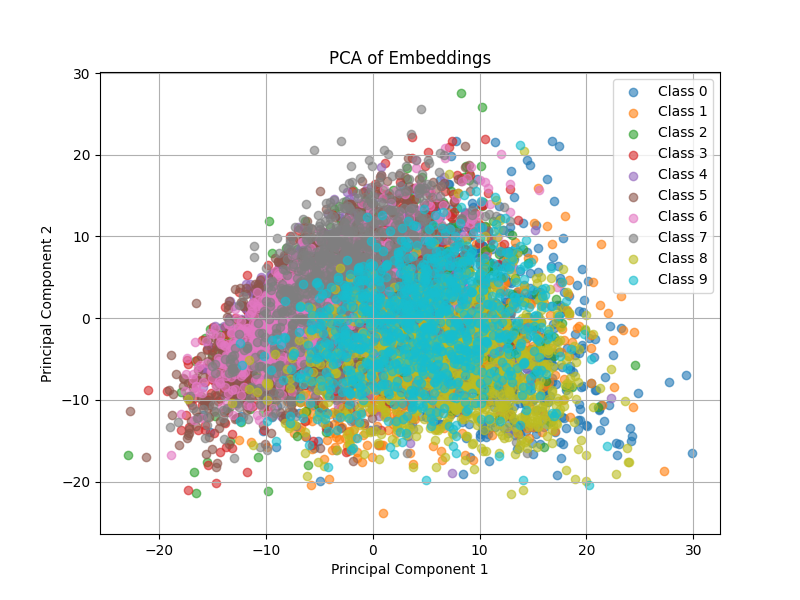 PCA of Embeddings
30
20
10
0
−10
−20
Principal Component 2
−20
−10
0
10
20
30
Principal Component 1
Class 0
Class 1
Class 2
Class 3
Class 4
Class 5
Class 6
Class 7
Class 8
Class 9